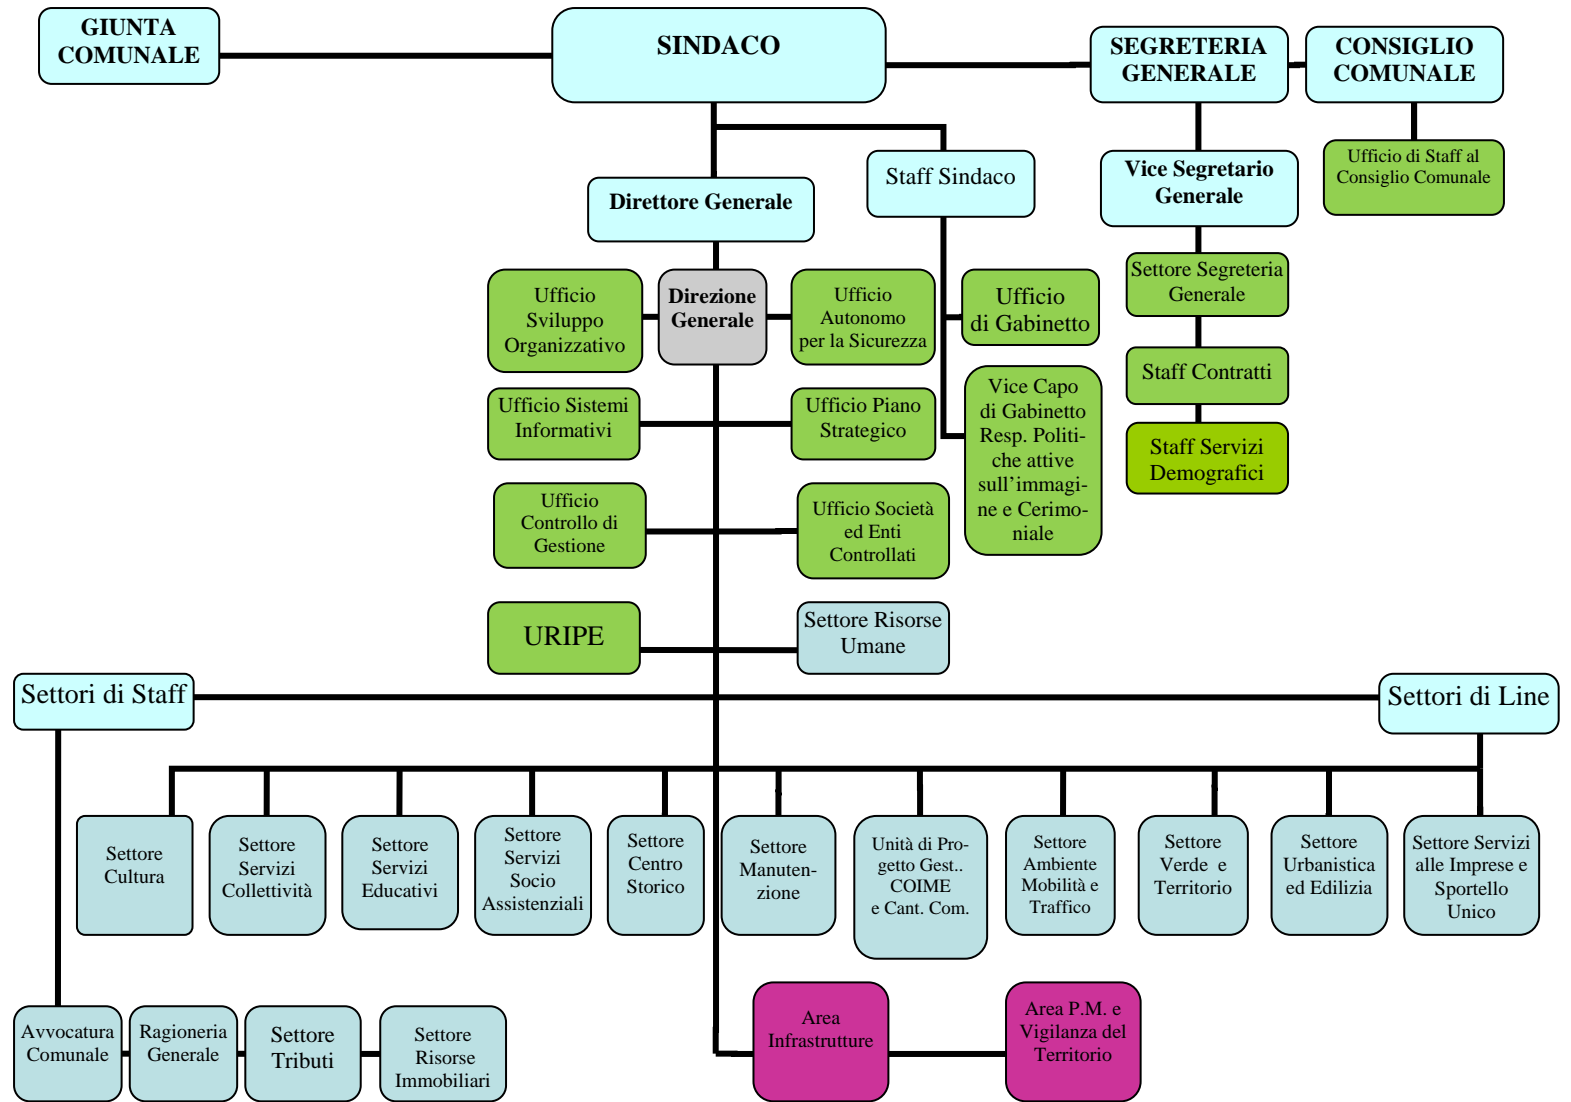 GIUNTA
COMUNALE
SINDACO
SEGRETERIA
GENERALE
CONSIGLIO
COMUNALE
Staff Sindaco
Vice Segretario
Generale
Ufficio di Staff al
Consiglio Comunale
Direttore Generale
Ufficio
Sviluppo
Organizzativo
Direzione
Generale
Ufficio
Autonomo
per la Sicurezza
Ufficio
di Gabinetto
Settore Segreteria
Generale
Ufficio Sistemi
Informativi
Ufficio Piano
Strategico
Vice Capo
di Gabinetto
Resp. Politi-
che attive
sull’immagi-
ne e Cerimo-
niale
Staff Contratti
Staff Servizi
Demografici
Ufficio
Controllo di
Gestione
Ufficio Società
ed Enti
Controllati
URIPE
Settore Risorse
Umane
Settori di Staff
Settori di Line
Settore
Cultura
Settore
Servizi
Collettività
Settore
Servizi
Educativi
Settore
Servizi
Socio
Assistenziali
Settore
Centro
Storico
Settore
Manuten-
zione
Unità di Pro-
getto Gest..
COIME
e Cant. Com.
Settore
Ambiente
Mobilità e
Traffico
Settore
Verde e
Territorio
Settore
Urbanistica
ed Edilizia
Settore Servizi
alle Imprese e
Sportello
Unico
Avvocatura
Comunale
Ragioneria
Generale
Settore
Tributi
Settore
Risorse
Immobiliari
Area
Infrastrutture
Area P.M. e
Vigilanza del
Territorio